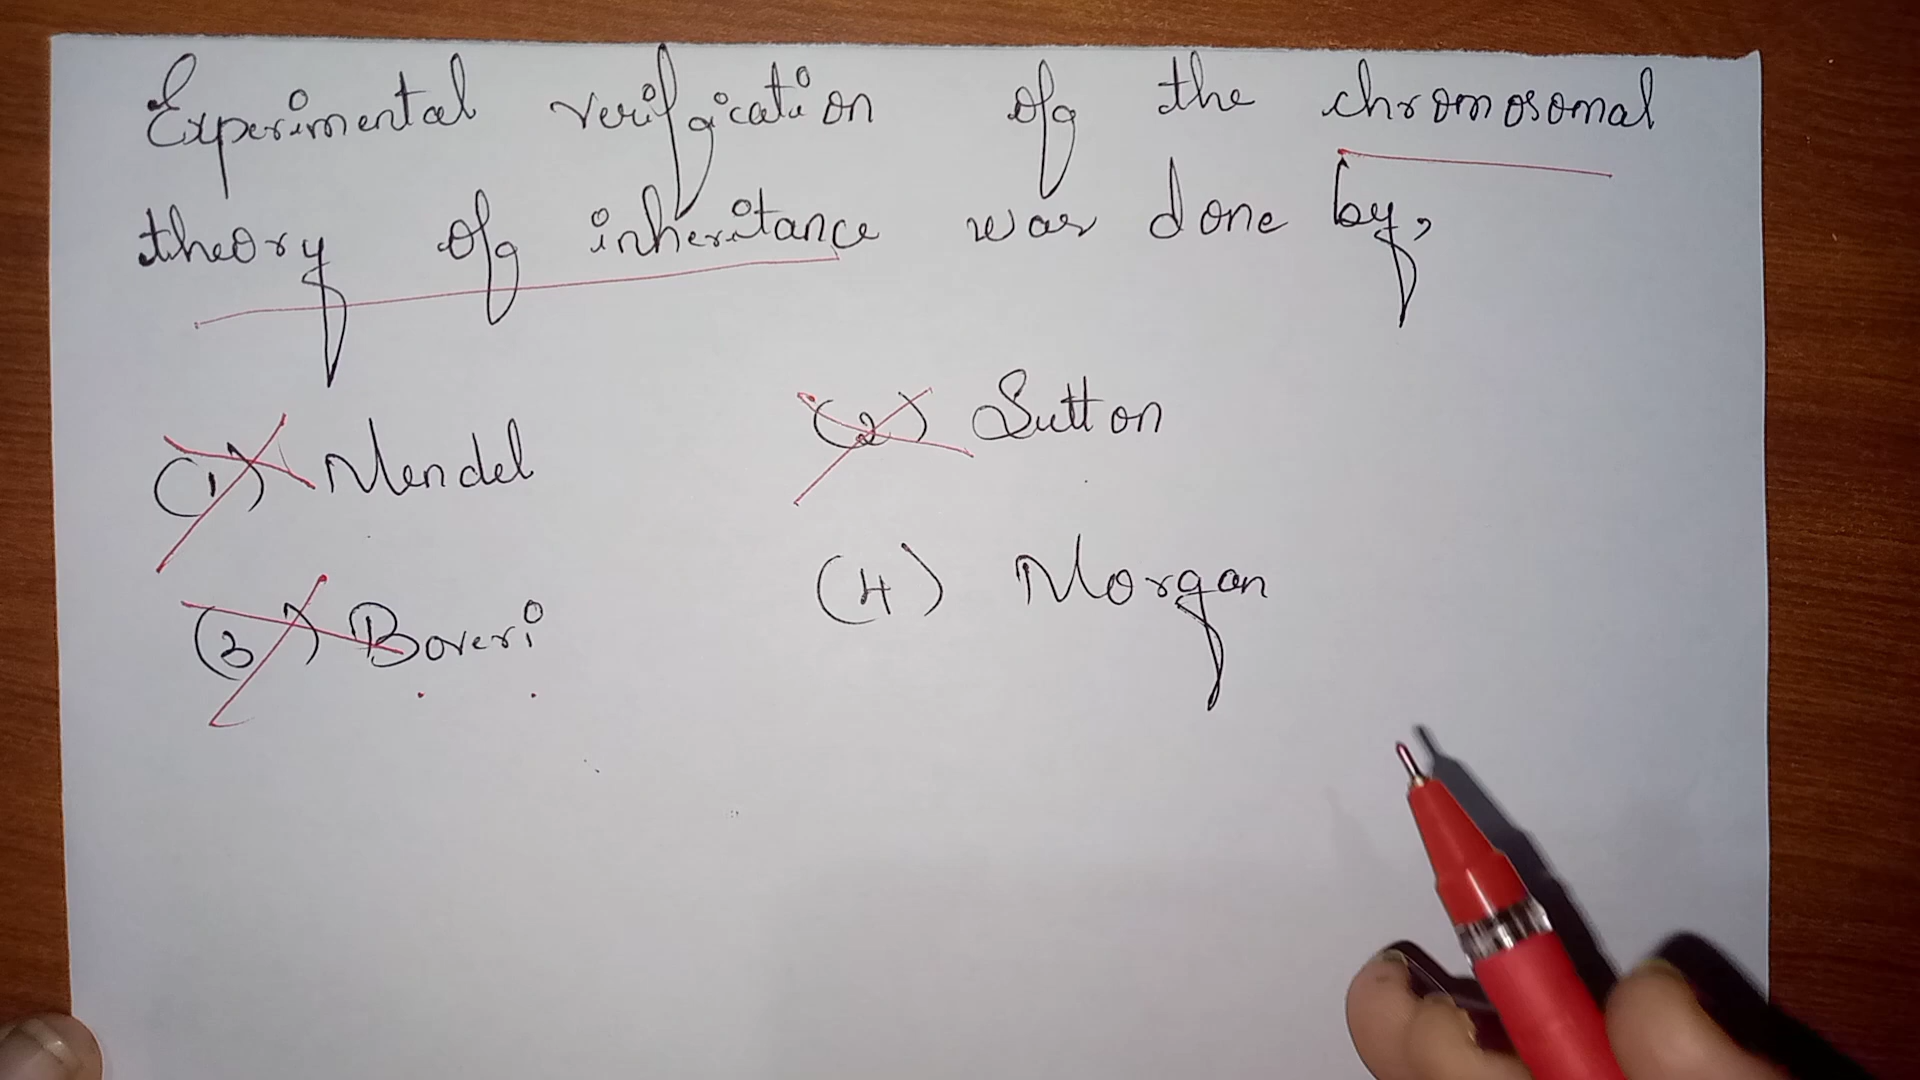 Experimental verification of the chromosomal
theory of inheritance was done by,
(1) Mendel (2) Sutton
(3) Boveri (4) Morgan